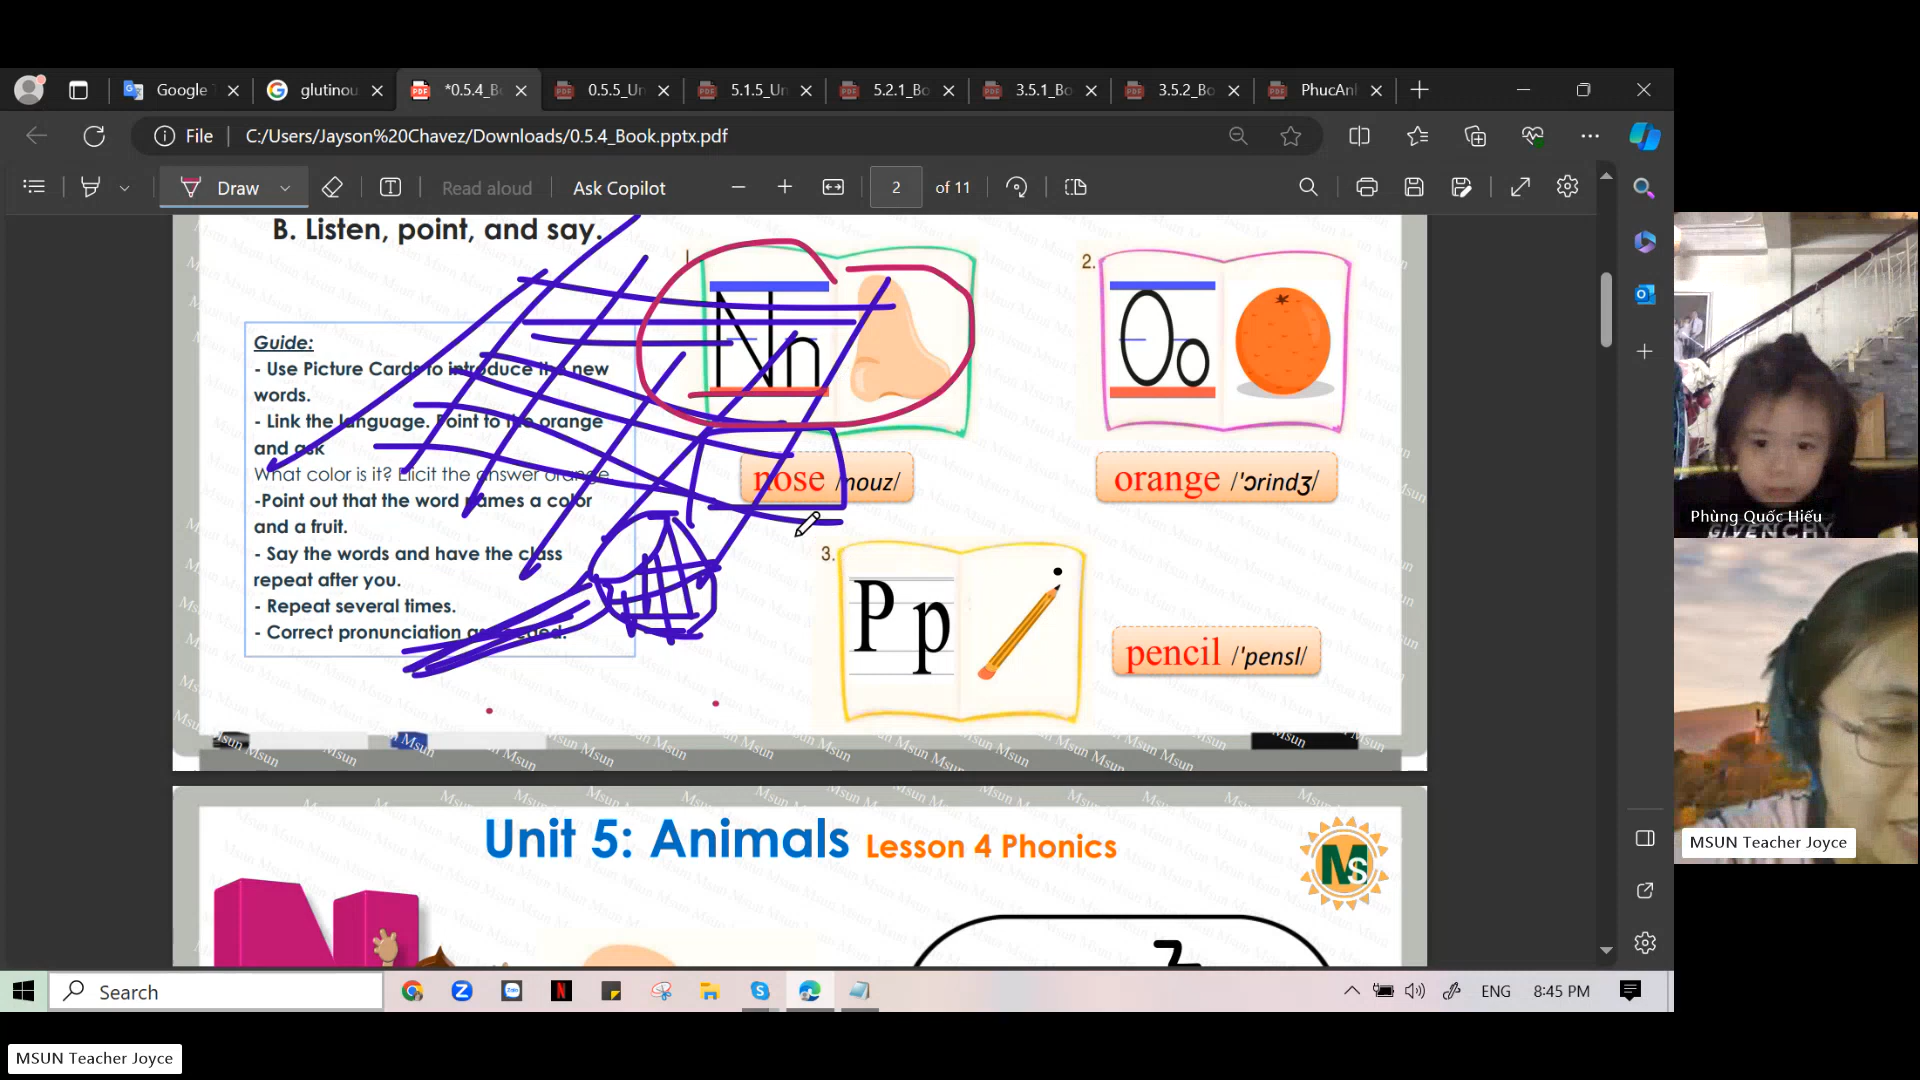 Google
glutinou
*0.5.4_B
0.5.5_Un
5.1.5_Un
5.2.1_Bo
3.5.1_Bo
3.5.2_Bo
PhucAnl
File C:/Users/Jayson%20Chavez/Downloads/0.5.4_Book.pptx.pdf
Draw
Read aloud
Ask Copilot
2 of 11
B. Listen, point, and say.
Guide:
- Use Picture Cards to introduce the new
words.
- Link the language. Point to the orange
and ask
What color is it? Elicit the answer orange.
-Point out that the word names a color
and a fruit.
- Say the words and have the class
repeat after you.
- Repeat several times.
- Correct pronunciation as needed.
Nn
nose /nouz/
2.
Oo
orange /'ɔrindʒ/
3.
Pp
pencil /'pensl/
Unit 5: Animals Lesson 4 Phonics
MS
N
Msun
Phùng Quốc Hiếu
GIVENCHY
MSUN Teacher Joyce
Search
ENG
8:45 PM
MSUN Teacher Joyce